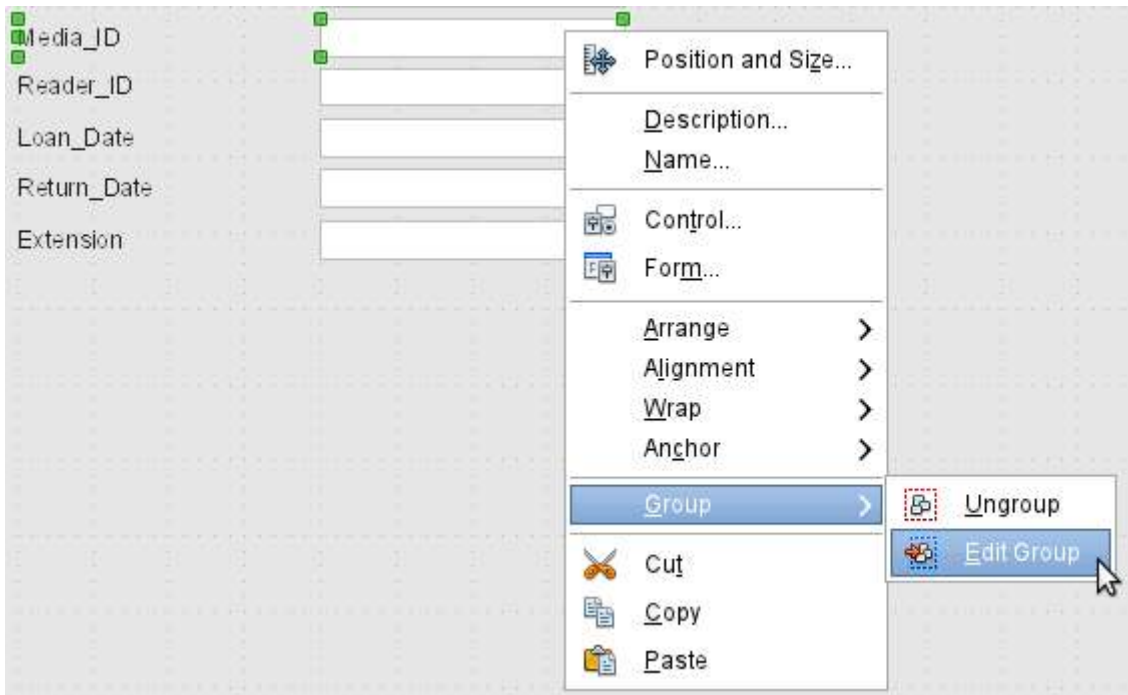 Media_ID
Reader_ID
Loan_Date
Return_Date
Extension
Position and Size...
Description...
Name...
Control...
Form...
Arrange
Alignment
Wrap
Anchor
Group
Ungroup
Edit Group
Cut
Copy
Paste